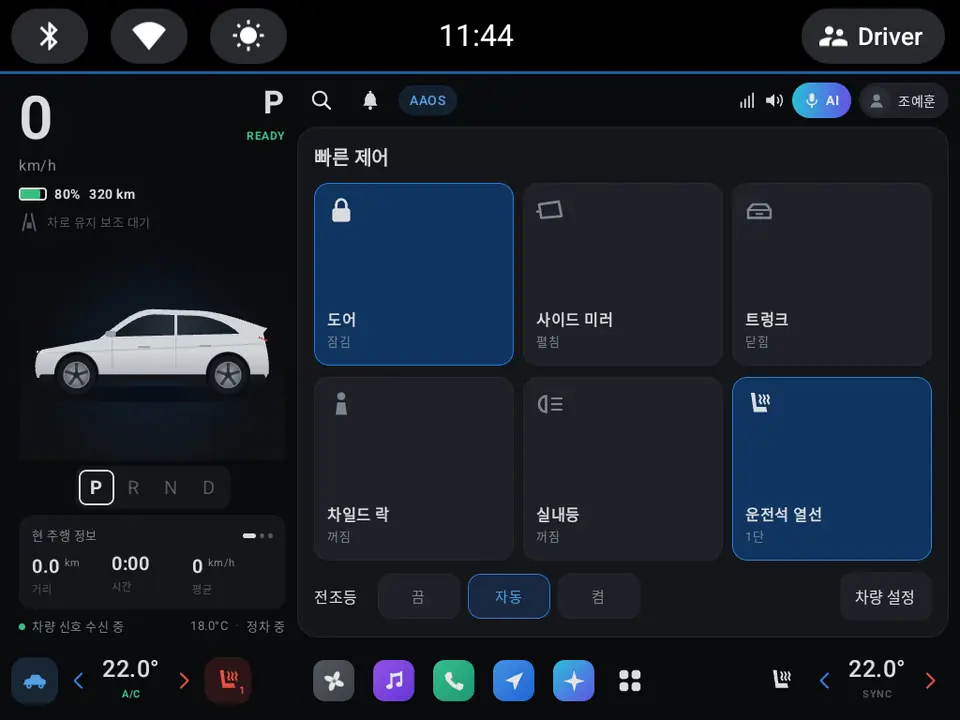 11:44
Driver
0
P
READY
km/h
80% 320 km
차로 유지 보조 대기
P R N D
현 주행 정보
0.0 km 0:00 0 km/h
거리 시간 평균
차량 신호 수신 중 18.0°C · 정차 중
AAOS
AI
조예훈
빠른 제어
도어
잠김
사이드 미러
펼침
트렁크
닫힘
차일드 락
꺼짐
실내등
꺼짐
운전석 열선
1단
전조등 끔 자동 켬 차량 설정
22.0°
A/C
1
22.0°
SYNC